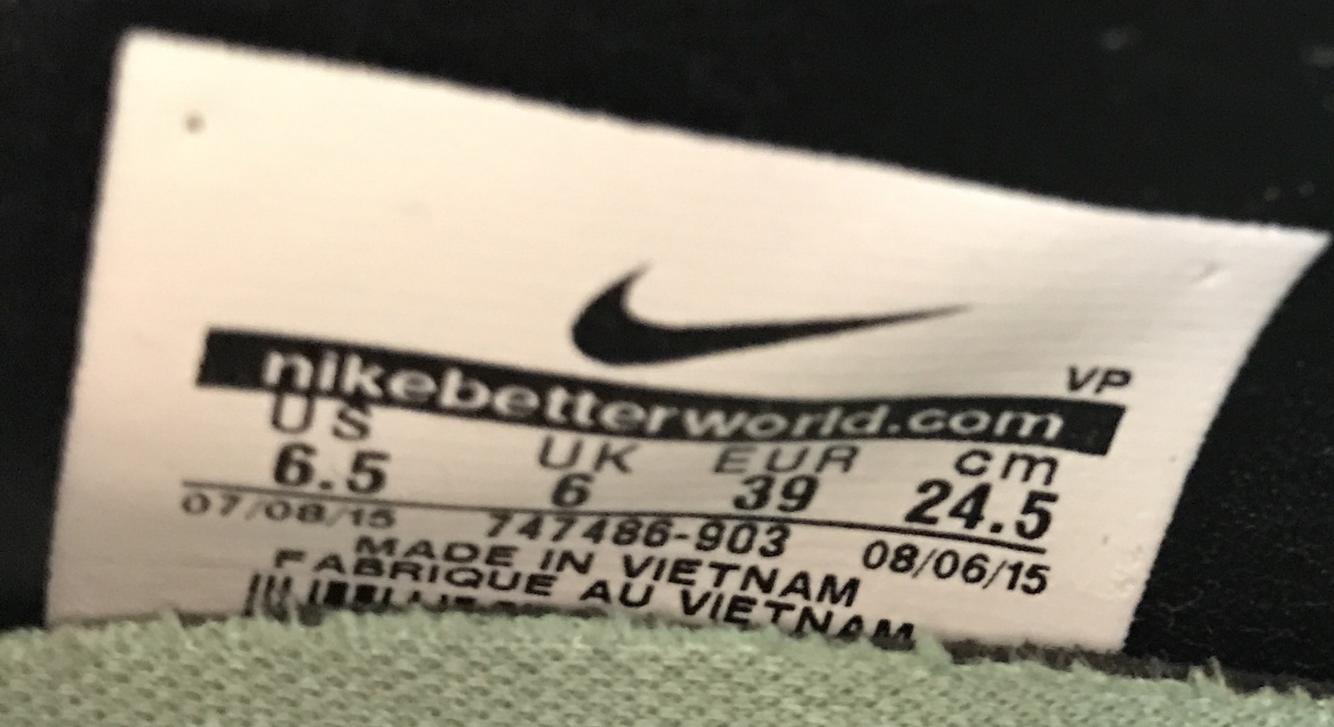 VP
nikebetterworld.com
US UK EUR cm
6.5 6 39 24.5
07/08/15 747486-903 08/06/15
MADE IN VIETNAM
FABRIQUE AU VIETNAM